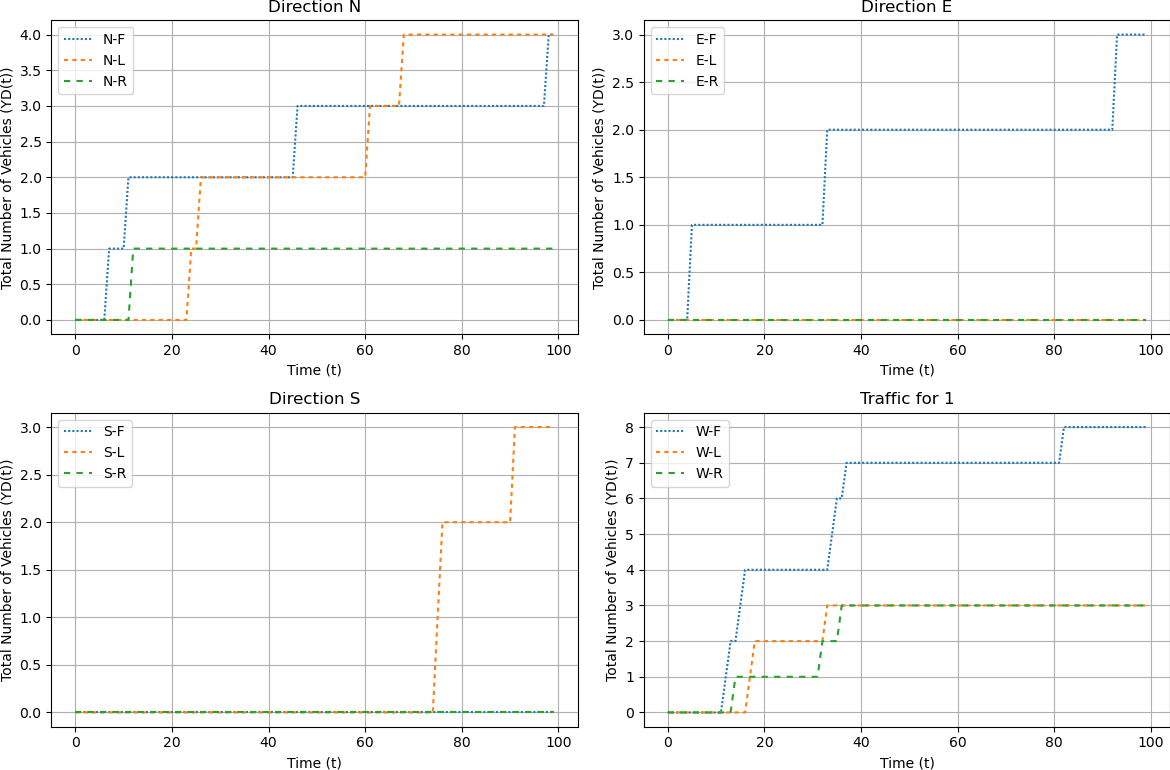 Direction N
Total Number of Vehicles (YD(t))
4.0
3.5
3.0
2.5
2.0
1.5
1.0
0.5
0.0
N-F
N-L
N-R
0 20 40 60 80 100
Time (t)
Direction E
Total Number of Vehicles (YD(t))
3.0
2.5
2.0
1.5
1.0
0.5
0.0
E-F
E-L
E-R
0 20 40 60 80 100
Time (t)
Direction S
Total Number of Vehicles (YD(t))
3.0
2.5
2.0
1.5
1.0
0.5
0.0
S-F
S-L
S-R
0 20 40 60 80 100
Time (t)
Traffic for 1
Total Number of Vehicles (YD(t))
8
7
6
5
4
3
2
1
0
W-F
W-L
W-R
0 20 40 60 80 100
Time (t)